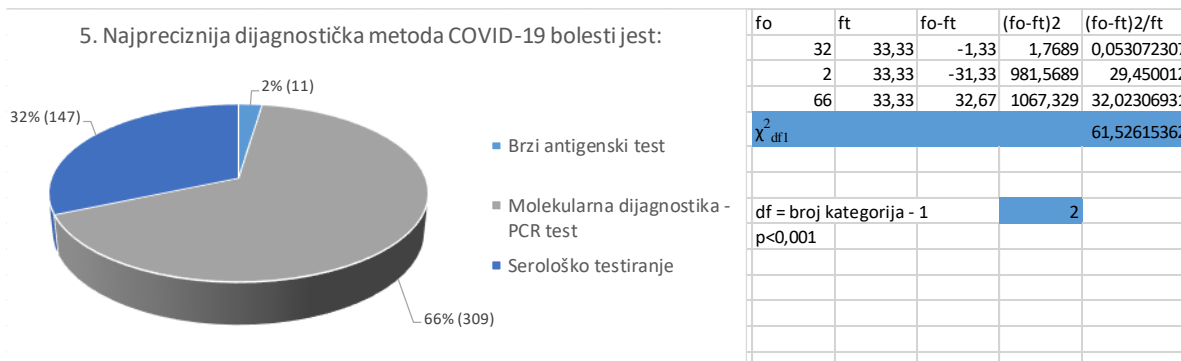 5. Najpreciznija dijagnostička metoda COVID-19 bolesti jest:
2% (11)
32% (147)
66% (309)
Brzi antigenski test
Molekularna dijagnostika -
PCR test
Serološko testiranje
fo ft fo-ft (fo-ft)2 (fo-ft)2/ft
32 33,33 -1,33 1,7689 0,053072307
2 33,33 -31,33 981,5689 29,450012
66 33,33 32,67 1067,329 32,02306931
χ2df1 61,52615362
df = broj kategorija - 1 2
p<0,001